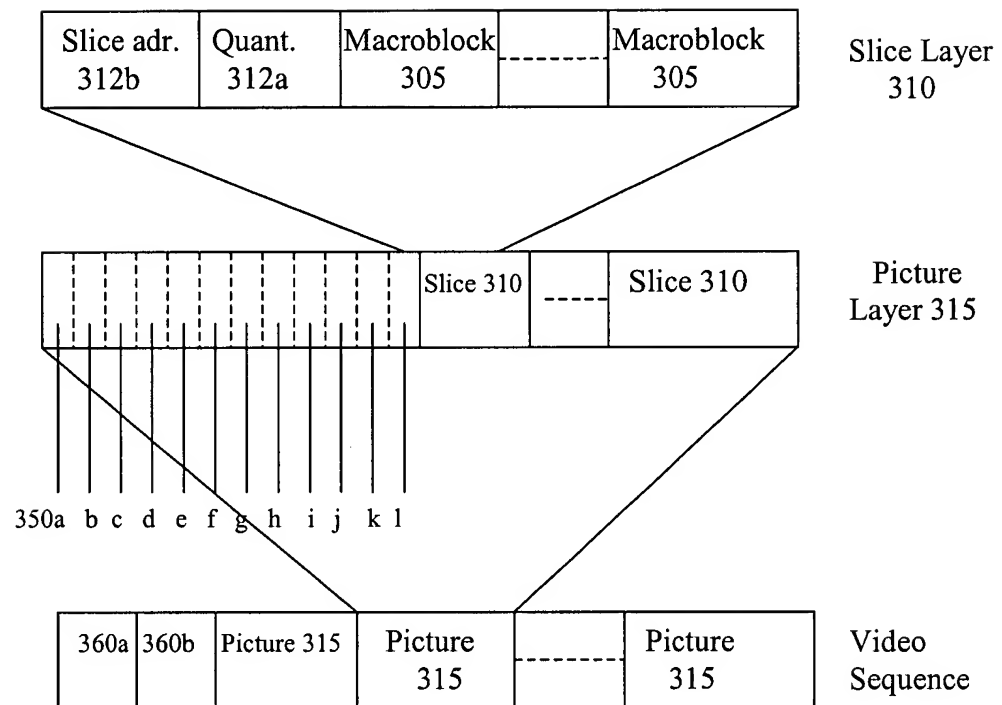 Slice adr.
312b
Quant.
312a
Macroblock
305
Macroblock
305
Slice Layer
310
Slice 310
Slice 310
Picture
Layer 315
350a b c d e f g h i j k l
360a
360b
Picture 315
Picture
315
Picture
315
Video
Sequence